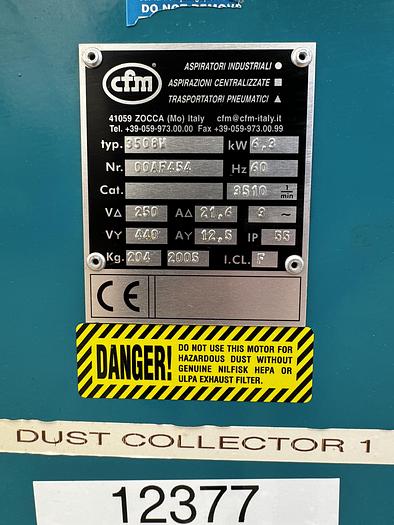 DO NOT REMOVE
cfm
ASPIRATORI INDUSTRIALI ●
ASPIRAZIONI CENTRALIZZATE ■
TRASPORTATORI PNEUMATICI ▲
41059 ZOCCA (Mo) Italy cfm@cfm-italy.it
Tel. +39-059-973.00.00 Fax +39-059-973.00.99
typ. 3508W kW 6,3
Nr. 00AF454 Hz 60
Cat. 3510 1/min
V△ 250 A△ 21,6 3 ~
VY 440 AY 12,5 IP 55
Kg. 204 2005 I.CL. F
CE
DANGER!
DO NOT USE THIS MOTOR FOR
HAZARDOUS DUST WITHOUT
GENUINE NILFISK HEPA OR
ULPA EXHAUST FILTER.
DUST COLLECTOR 1
12377